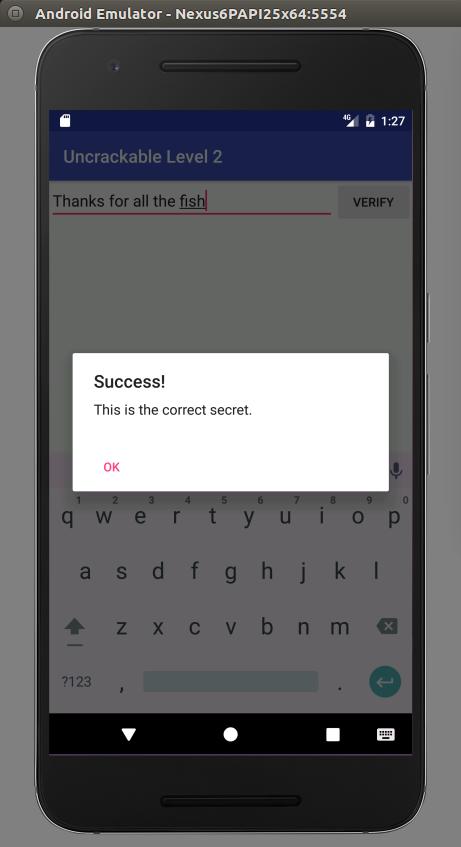 Android Emulator - Nexus6PAPI25x64:5554
4G 1:27
Uncrackable Level 2
Thanks for all the fish VERIFY
Success!
This is the correct secret.
OK
1 2 3 4 5 6 7 8 9 0
q w e r t y u i o p
a s d f g h j k l
z x c v b n m
?123 , .